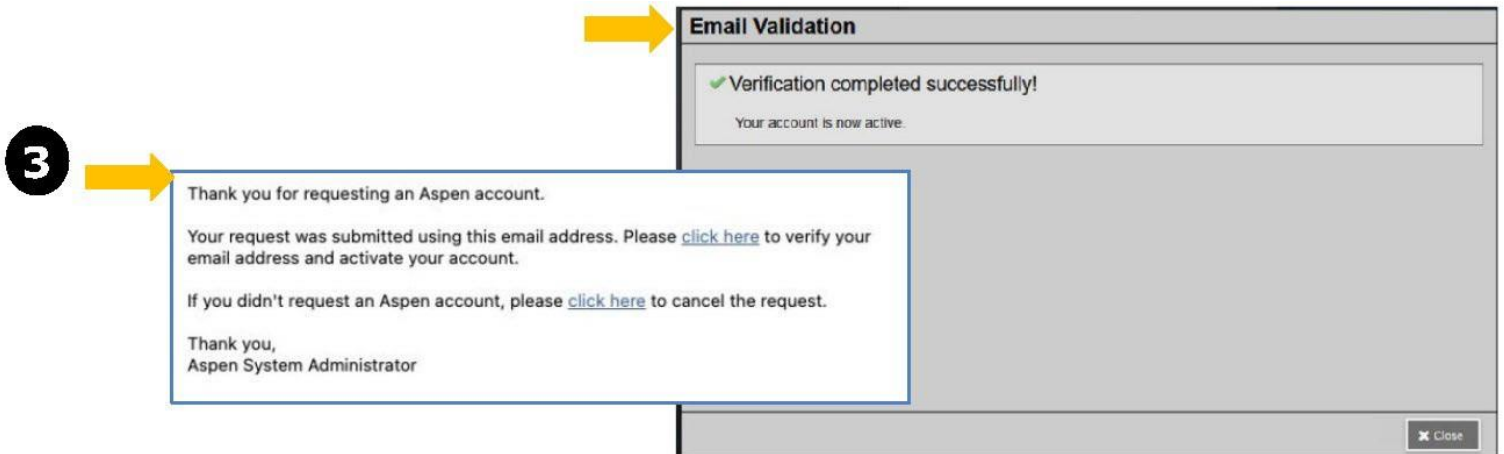 Email Validation
Verification completed successfully!
Your account is now active.
3
Thank you for requesting an Aspen account.
Your request was submitted using this email address. Please click here to verify your
email address and activate your account.
If you didn't request an Aspen account, please click here to cancel the request.
Thank you,
Aspen System Administrator
Close